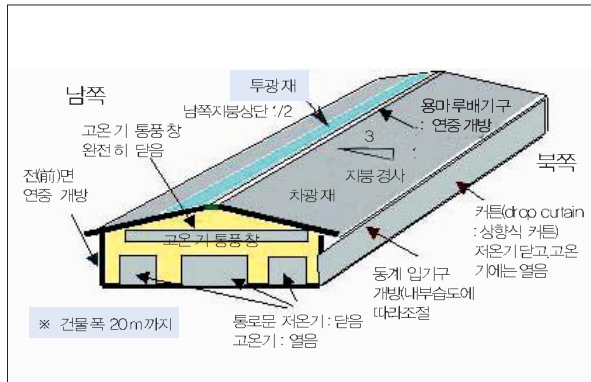 투광재
남쪽
남쪽지붕상단 1/2
용마루배기구
: 연중 개방
고온기 통풍창
완전히 닫음
3
지붕 경사
북쪽
전(前)면
연중 개방
차광재
고온기 통풍창
커튼(drop curtain
: 상향식 커튼)
저온기 닫고,고온
기에는 열음
동계 입기구
개방(내부습도에
따라조절
※ 건물폭 20m까지
통로문 저온기 : 닫음
고온기 : 열음